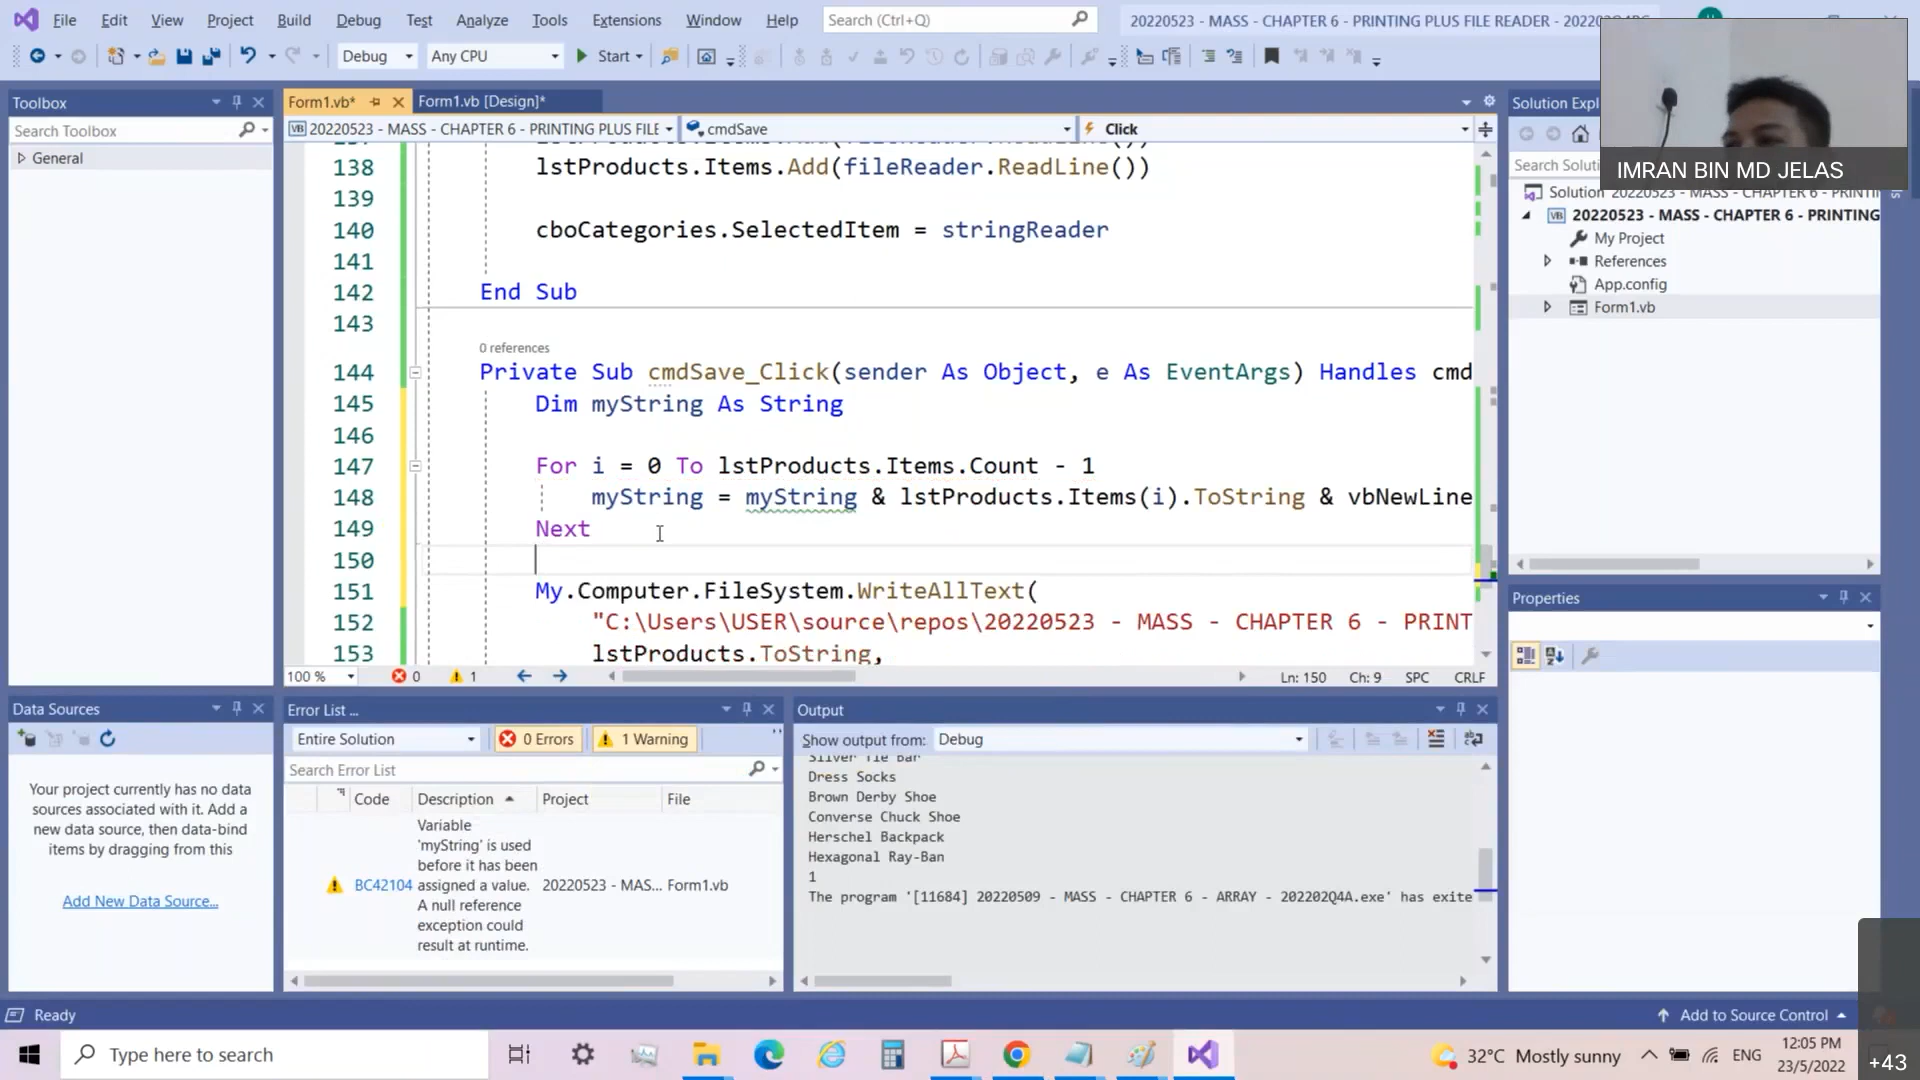 File Edit View Project Build Debug Test Analyze Tools Extensions Window Help Search (Ctrl+Q) 20220523 - MASS - CHAPTER 6 - PRINTING PLUS FILE READER -
Debug Any CPU Start
Toolbox
Search Toolbox
General
Form1.vb* Form1.vb [Design]*
20220523 - MASS - CHAPTER 6 - PRINTING PLUS FILE cmdSave Click
138 lstProducts.Items.Add(fileReader.ReadLine())
139
140 cboCategories.SelectedItem = stringReader
141
142 End Sub
143
0 references
144 Private Sub cmdSave_Click(sender As Object, e As EventArgs) Handles cmd
145 Dim myString As String
146
147 For i = 0 To lstProducts.Items.Count - 1
148 myString = myString & lstProducts.Items(i).ToString & vbNewLine
149 Next
150
151 My.Computer.FileSystem.WriteAllText(
152 "C:\Users\USER\source\repos\20220523 - MASS - CHAPTER 6 - PRINT
153 lstProducts.ToString,
100 % 0 1 Ln: 150 Ch: 9 SPC CRLF
Solution Expl
IMRAN BIN MD JELAS
Search Soluti
Solution 20220523 - MASS - CHAPTER 6 - PRINTI
20220523 - MASS - CHAPTER 6 - PRINTING
My Project
References
App.config
Form1.vb
Properties
Data Sources
Your project currently has no data
sources associated with it. Add a
new data source, then data-bind
items by dragging from this
Add New Data Source...
Error List ...
Entire Solution 0 Errors 1 Warning
Search Error List
Code Description Project File
Variable
'myString' is used
before it has been
BC42104 assigned a value. 20220523 - MAS... Form1.vb
A null reference
exception could
result at runtime.
Output
Show output from: Debug
Silver Tie Bar
Dress Socks
Brown Derby Shoe
Converse Chuck Shoe
Herschel Backpack
Hexagonal Ray-Ban
1
The program '[11684] 20220509 - MASS - CHAPTER 6 - ARRAY - 202202Q4A.exe' has exite
Ready Add to Source Control
Type here to search 32°C Mostly sunny ENG 12:05 PM
23/5/2022
+43